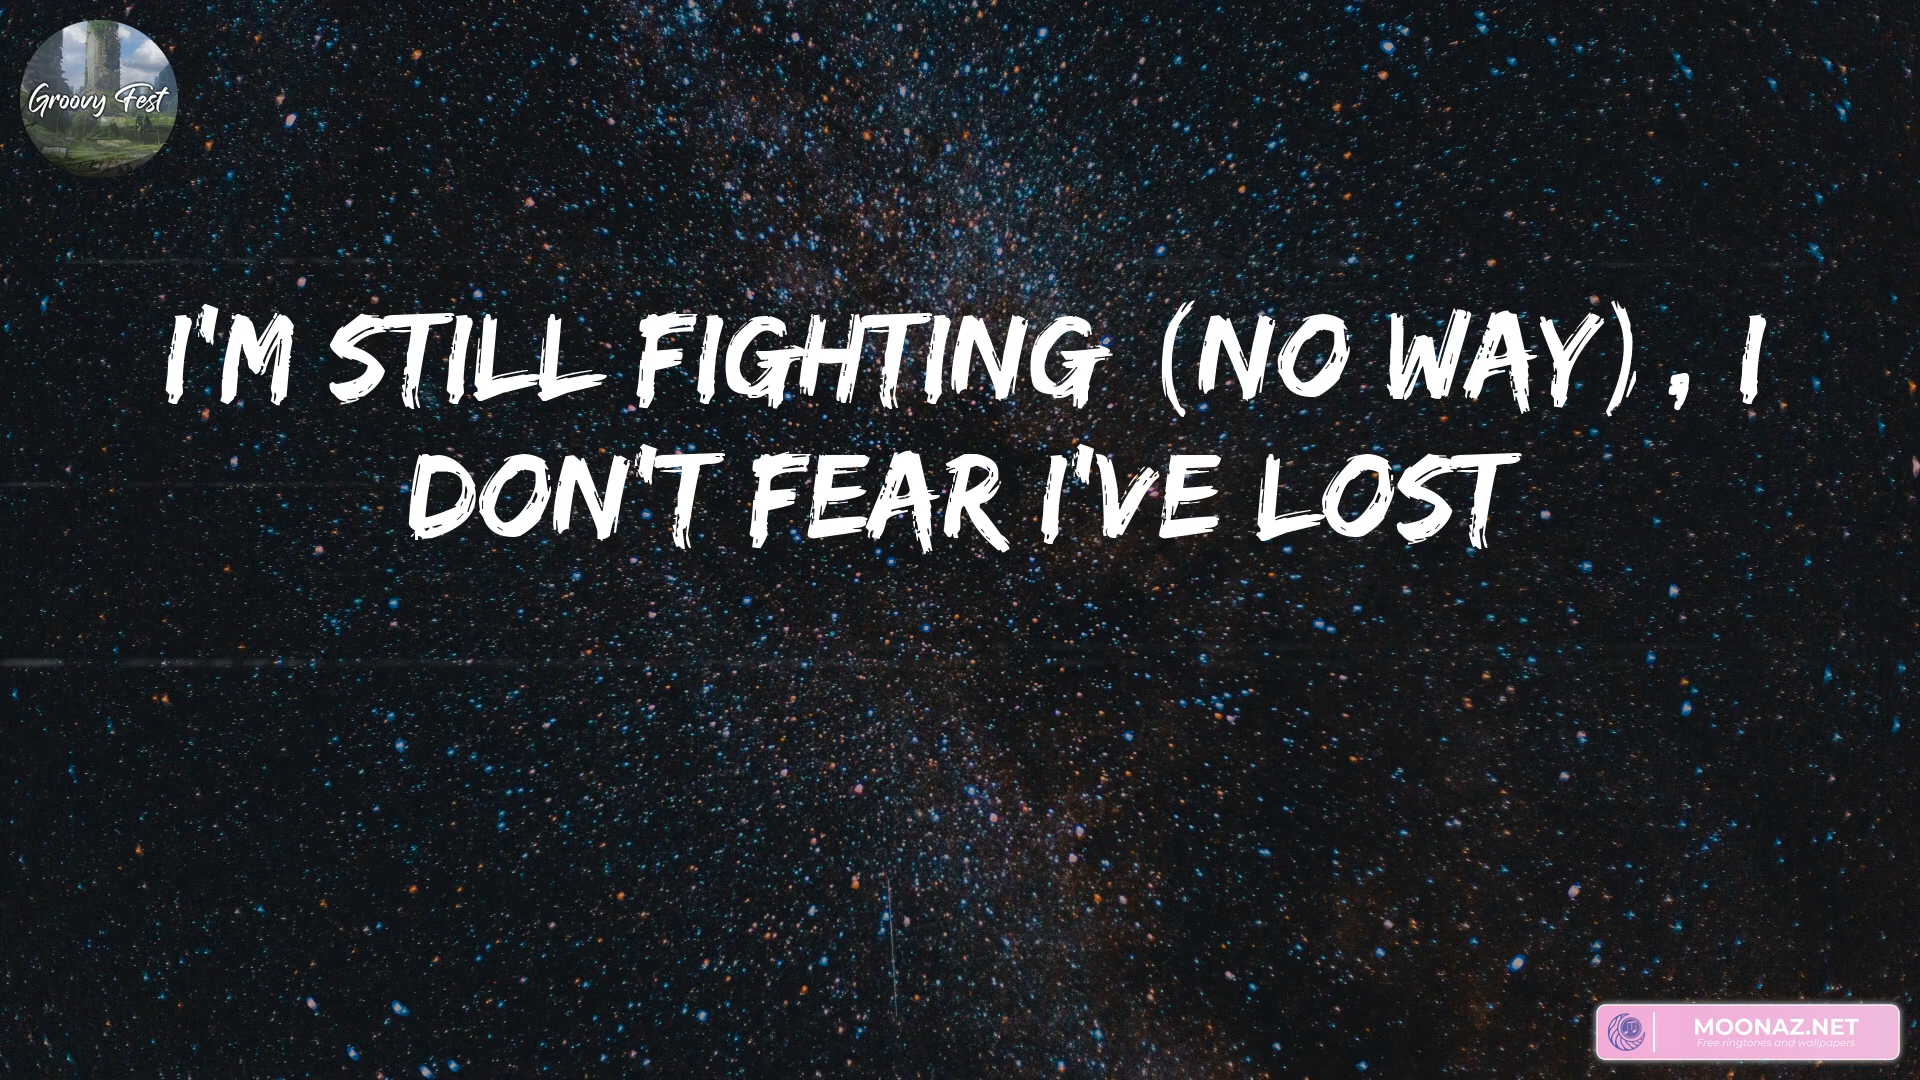 Groovy Fest
I'M STILL FIGHTING (NO WAY) , I
DON'T FEAR I'VE LOST
MOONAZ.NET
Free ringtones and wallpapers